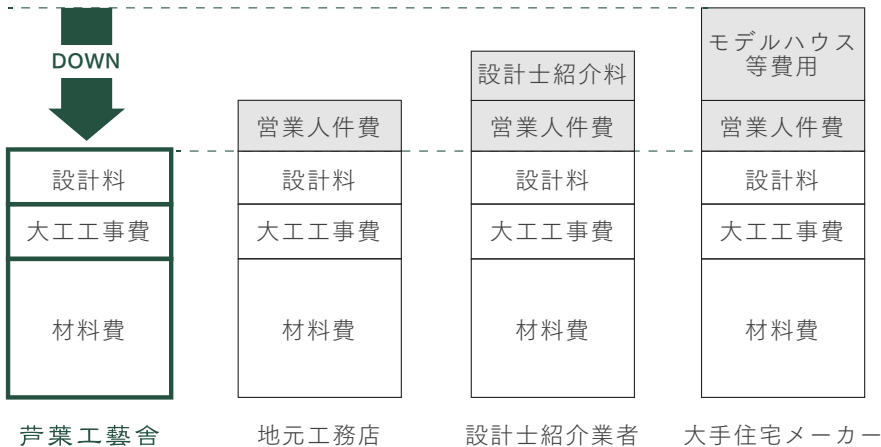 DOWN
設計料
大工工事費
材料費
芦葉工藝舎
営業人件費
設計料
大工工事費
材料費
地元工務店
設計士紹介料
営業人件費
設計料
大工工事費
材料費
設計士紹介業者
モデルハウス
等費用
営業人件費
設計料
大工工事費
材料費
大手住宅メーカー